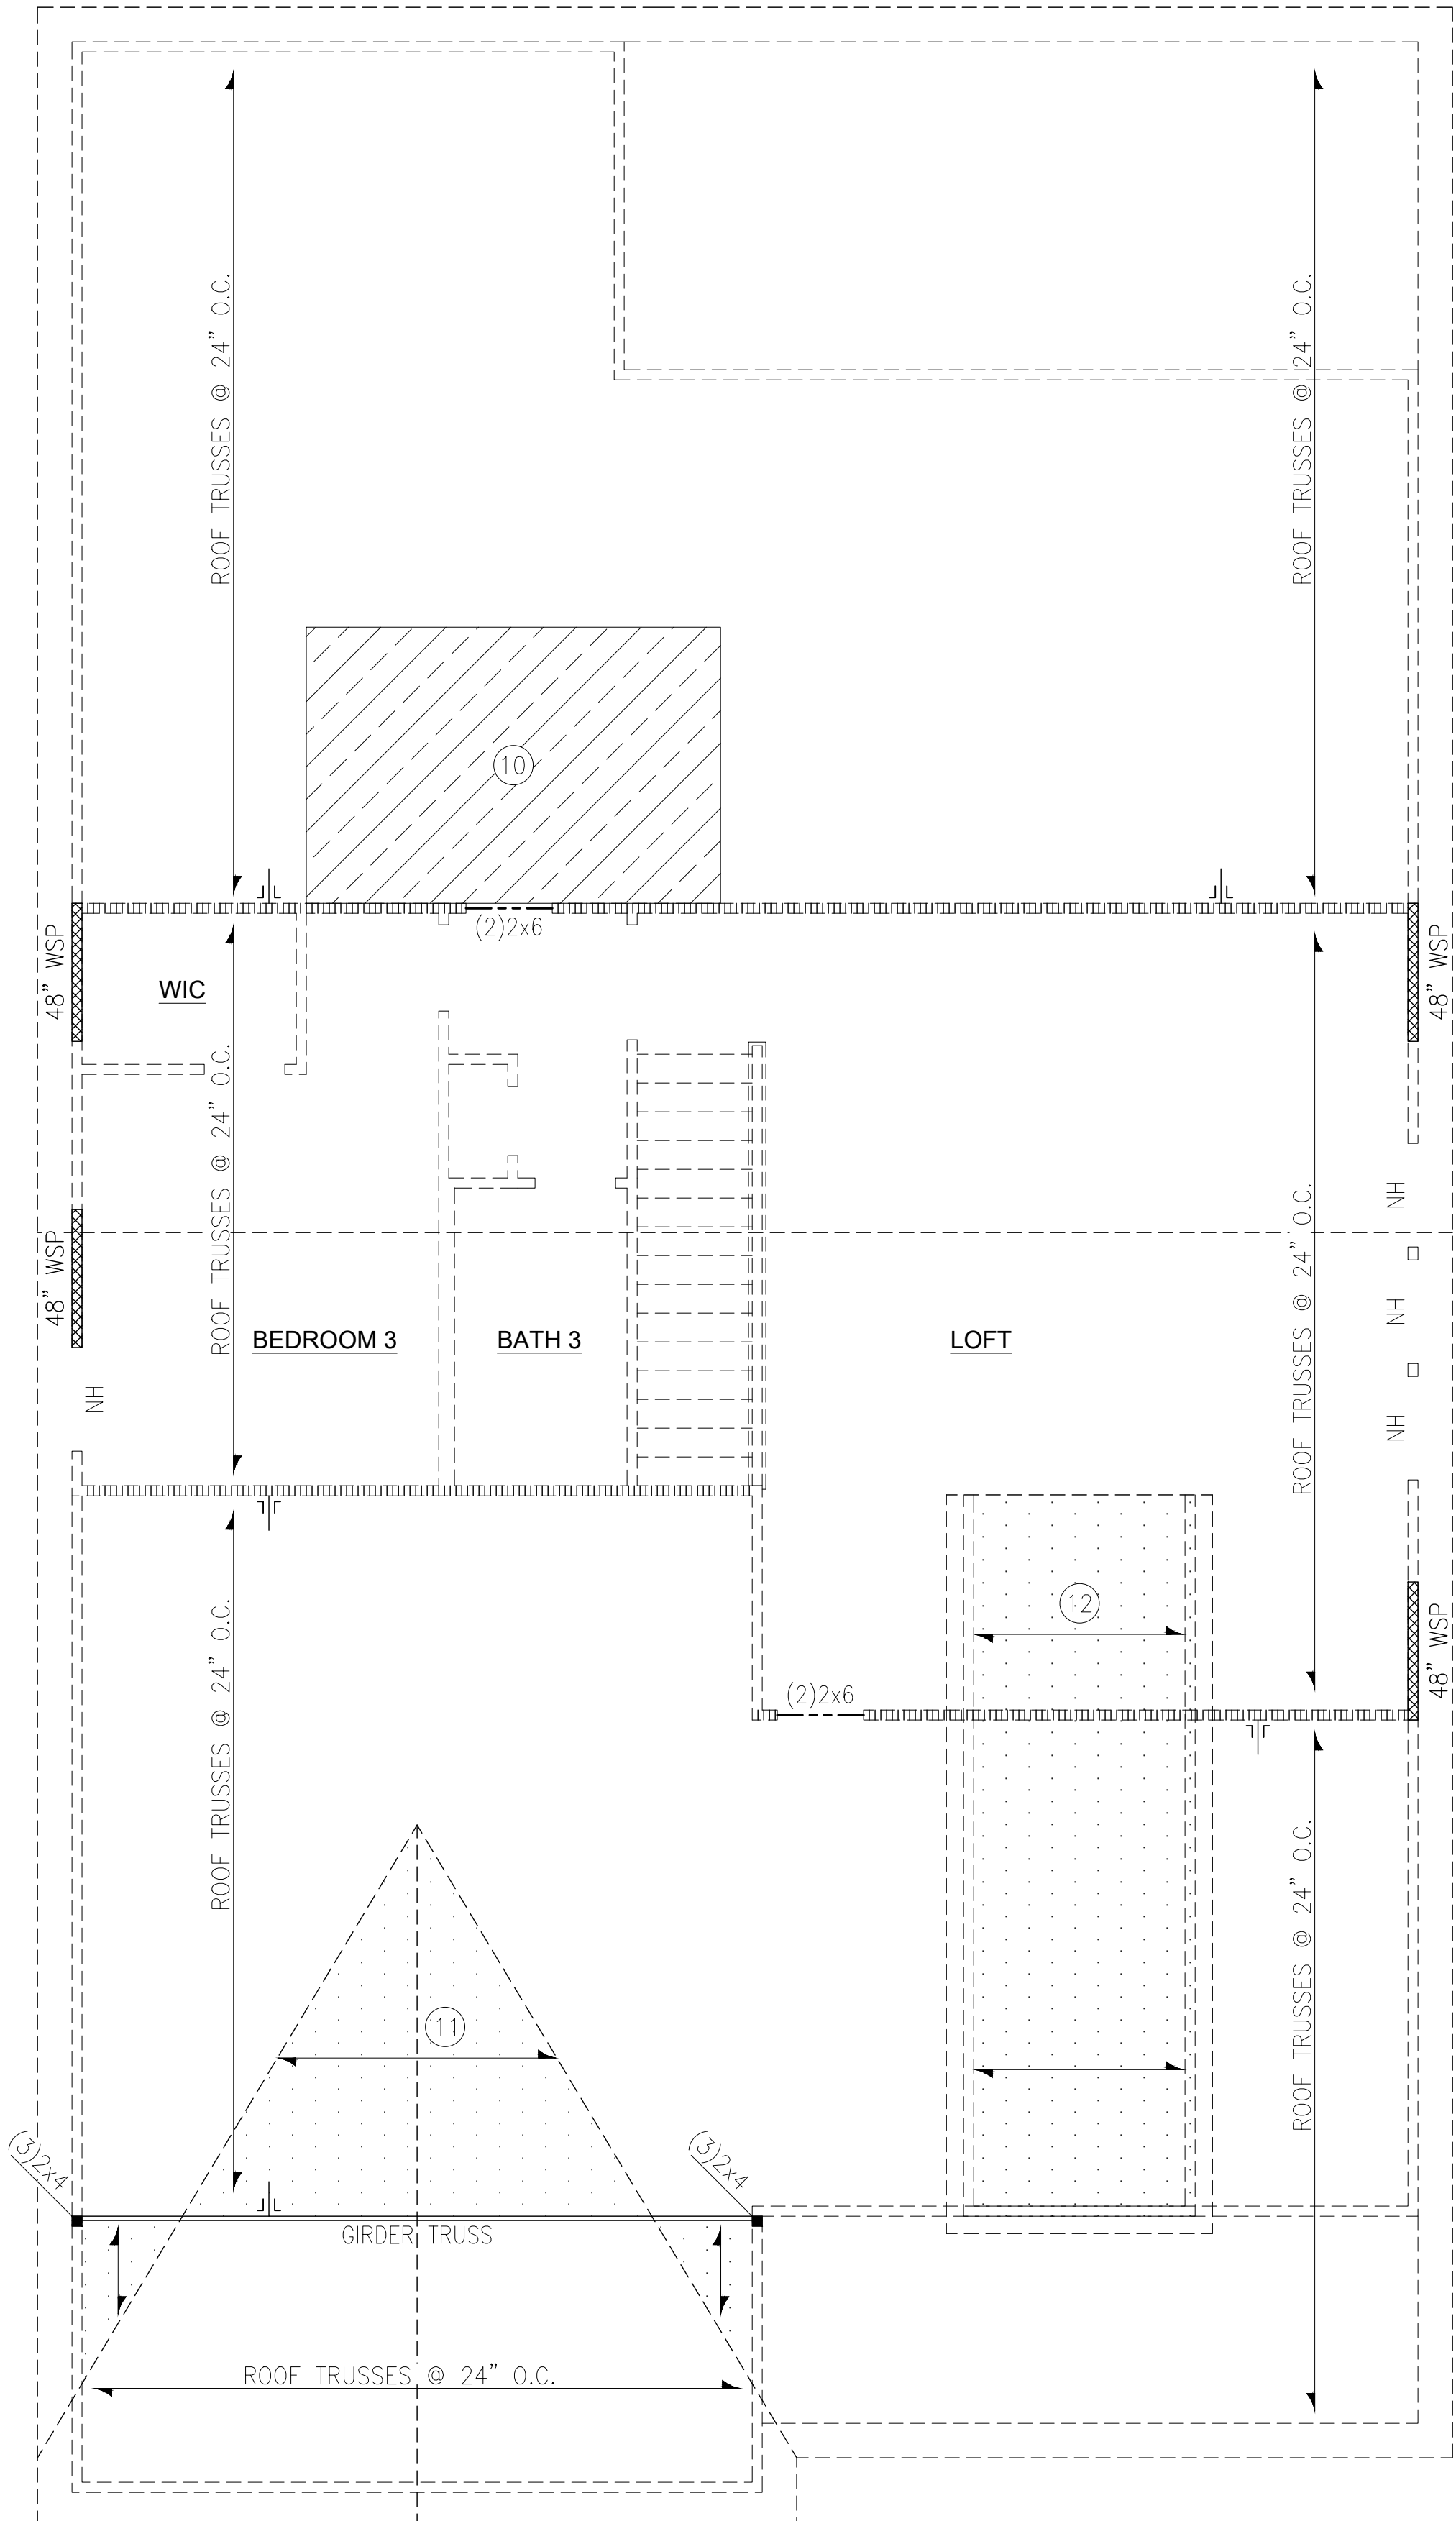 ROOF TRUSSES @ 24" O.C.
ROOF TRUSSES @ 24" O.C.
10
(2)2x6
48" WSP
48" WSP
WIC
ROOF TRUSSES @ 24" O.C.
NH
48" WSP
ROOF TRUSSES @ 24" O.C.
NH
BEDROOM 3
BATH 3
LOFT
NH
NH
12
48" WSP
ROOF TRUSSES @ 24" O.C.
(2)2x6
ROOF TRUSSES @ 24" O.C.
11
(3)2x4
(3)2x4
GIRDER TRUSS
ROOF TRUSSES @ 24" O.C.